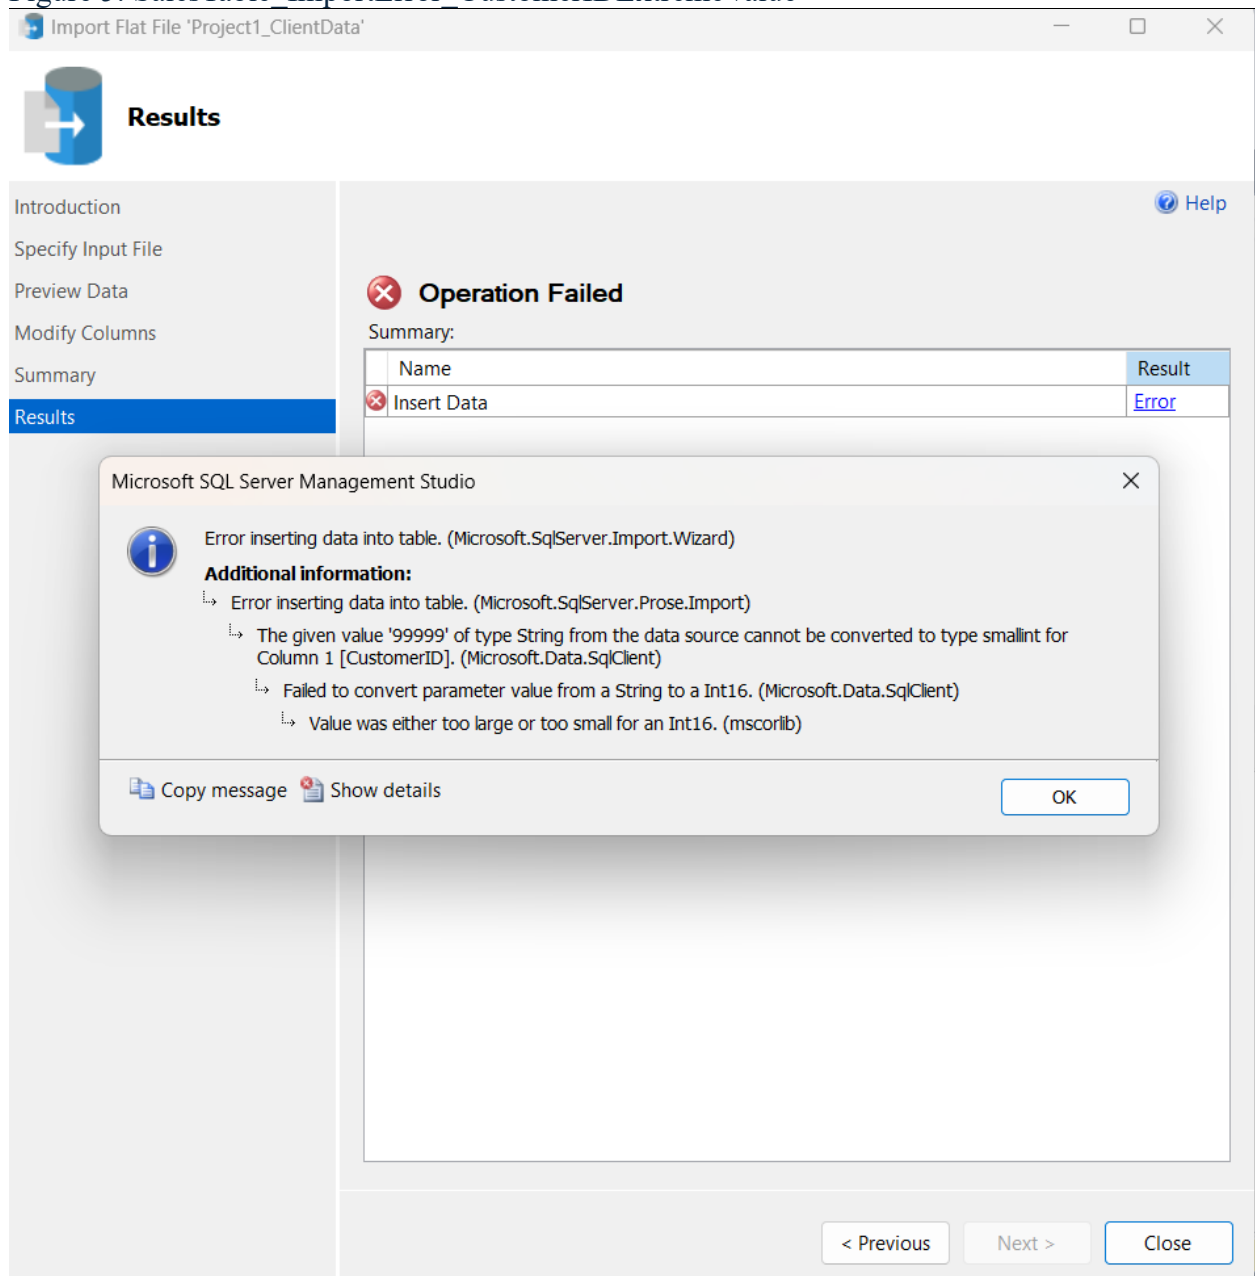 Import Flat File 'Project1_ClientData'
Results
Introduction
Specify Input File
Preview Data
Modify Columns
Summary
Results
Help
Operation Failed
Summary:
Name Result
Insert Data Error
Microsoft SQL Server Management Studio
Error inserting data into table. (Microsoft.SqlServer.Import.Wizard)
Additional information:
Error inserting data into table. (Microsoft.SqlServer.Prose.Import)
The given value '99999' of type String from the data source cannot be converted to type smallint for
Column 1 [CustomerID]. (Microsoft.Data.SqlClient)
Failed to convert parameter value from a String to a Int16. (Microsoft.Data.SqlClient)
Value was either too large or too small for an Int16. (mscorlib)
Copy message Show details
OK
< Previous Next > Close